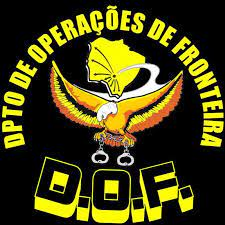 DPTO DE OPERAÇÕES DE FRONTEIRA
D.O.F.